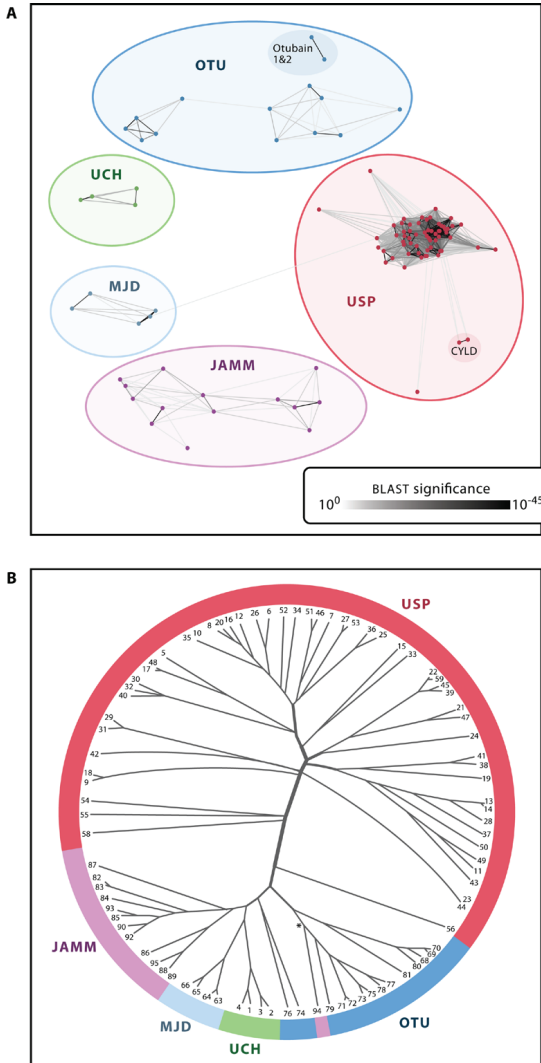 A
OTU
Otubain
1&2
UCH
MJD
USP
CYLD
JAMM
BLAST significance
10⁰ 10⁻⁴⁵
B
USP
52 34
6 51 46
26 7
12 27
16 53
20 36
8 25
10 15
35 33
5 22
48 59
17 45
30 39
32 21
40 47
29 24
31 41
42 38
18 19
9 13
54 14
55 28
58 37
87 50
82 49
83 11
84 43
93 23
85 44
90 56
92 70
86 69
95 68
88 80
89 81
66 77
65 78
64 75
63 73
4 1 3 2 76 74 94 79 71 72
JAMM
MJD
UCH
OTU
*